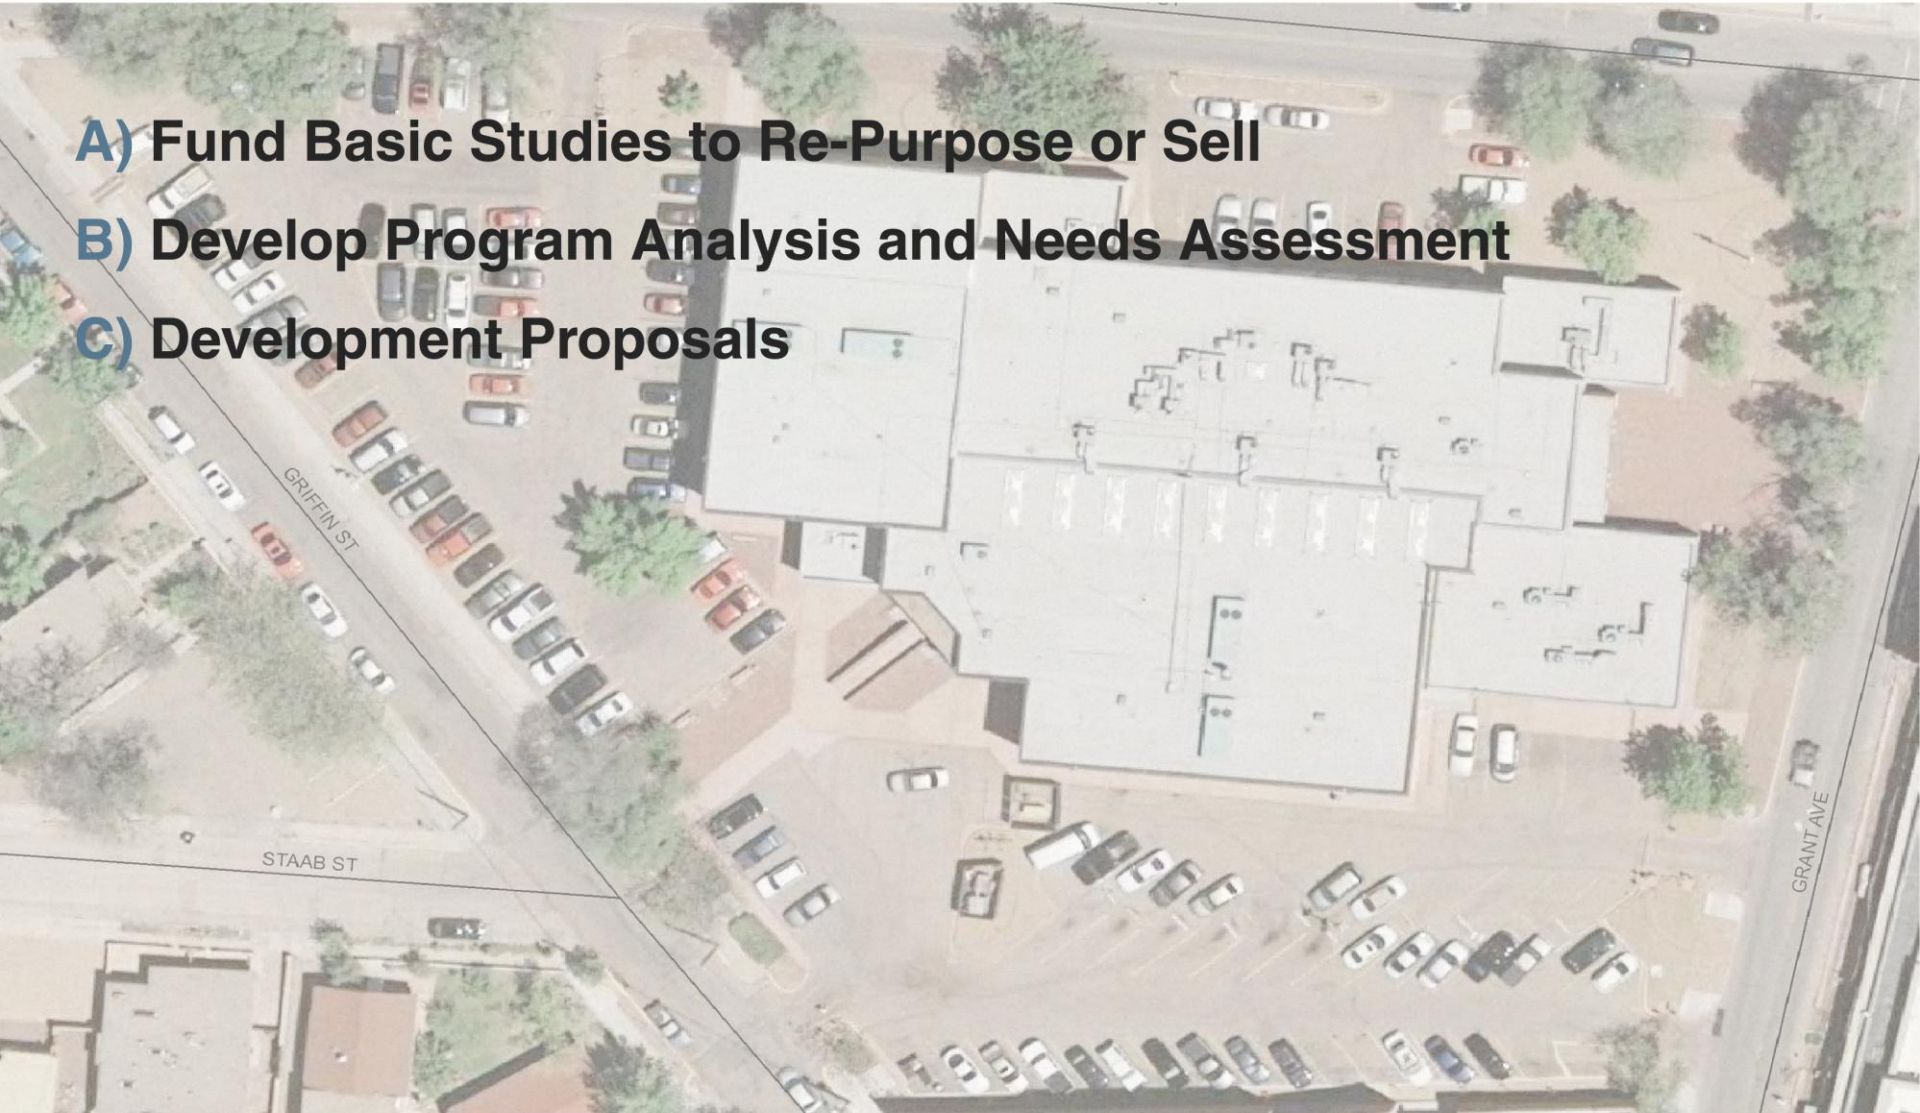 A) Fund Basic Studies to Re-Purpose or Sell
B) Develop Program Analysis and Needs Assessment
C) Development Proposals
GRIFFIN ST
STAAB ST
GRANT AVE